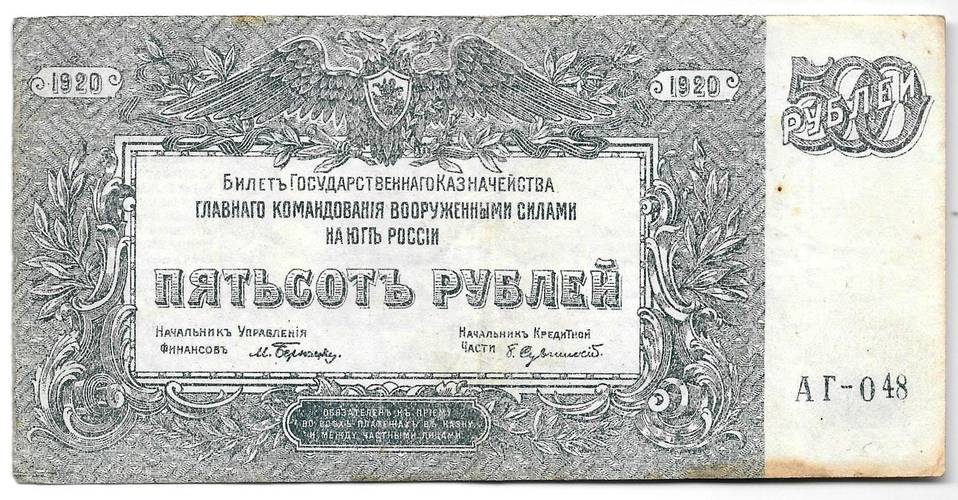 1920
1920
500
РУБЛЕЙ
БИЛЕТЪ ГОСУДАРСТВЕННАГО КАЗНАЧЕЙСТВА
ГЛАВНАГО КОМАНДОВАНІЯ ВООРУЖЕННЫМИ СИЛАМИ
НА ЮГѢ РОССІИ
ПЯТЬСОТЪ РУБЛЕЙ
НАЧАЛЬНИКЪ УПРАВЛЕНІЯ
ФИНАНСОВЪ
НАЧАЛЬНИКЪ КРЕДИТНОЙ
ЧАСТИ
АГ-048
ОБЯЗАТЕЛЕНЪ КЪ ПРІЕМУ
ВО ВСѢХЪ ПЛАТЕЖАХЪ ВЪ КАЗНУ
И МЕЖДУ ЧАСТНЫМИ ЛИЦАМИ.